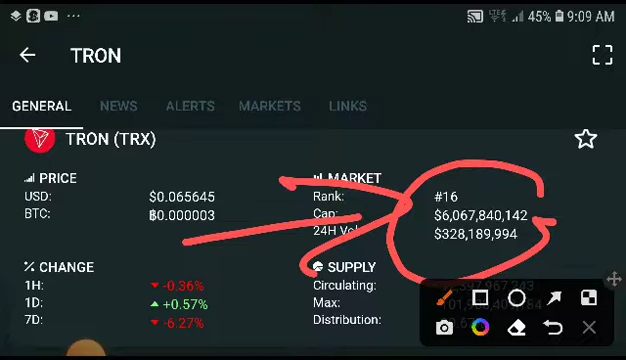 45% 9:09 AM
TRON
GENERAL NEWS ALERTS MARKETS LINKS
TRON (TRX)
PRICE
USD: $0.065645
BTC: ฿0.000003
MARKET
Rank: #16
Cap: $6,067,840,142
24H Vol $328,189,994
CHANGE
1H: -0.36%
1D: +0.57%
7D: -6.27%
SUPPLY
Circulating:
Max:
Distribution: